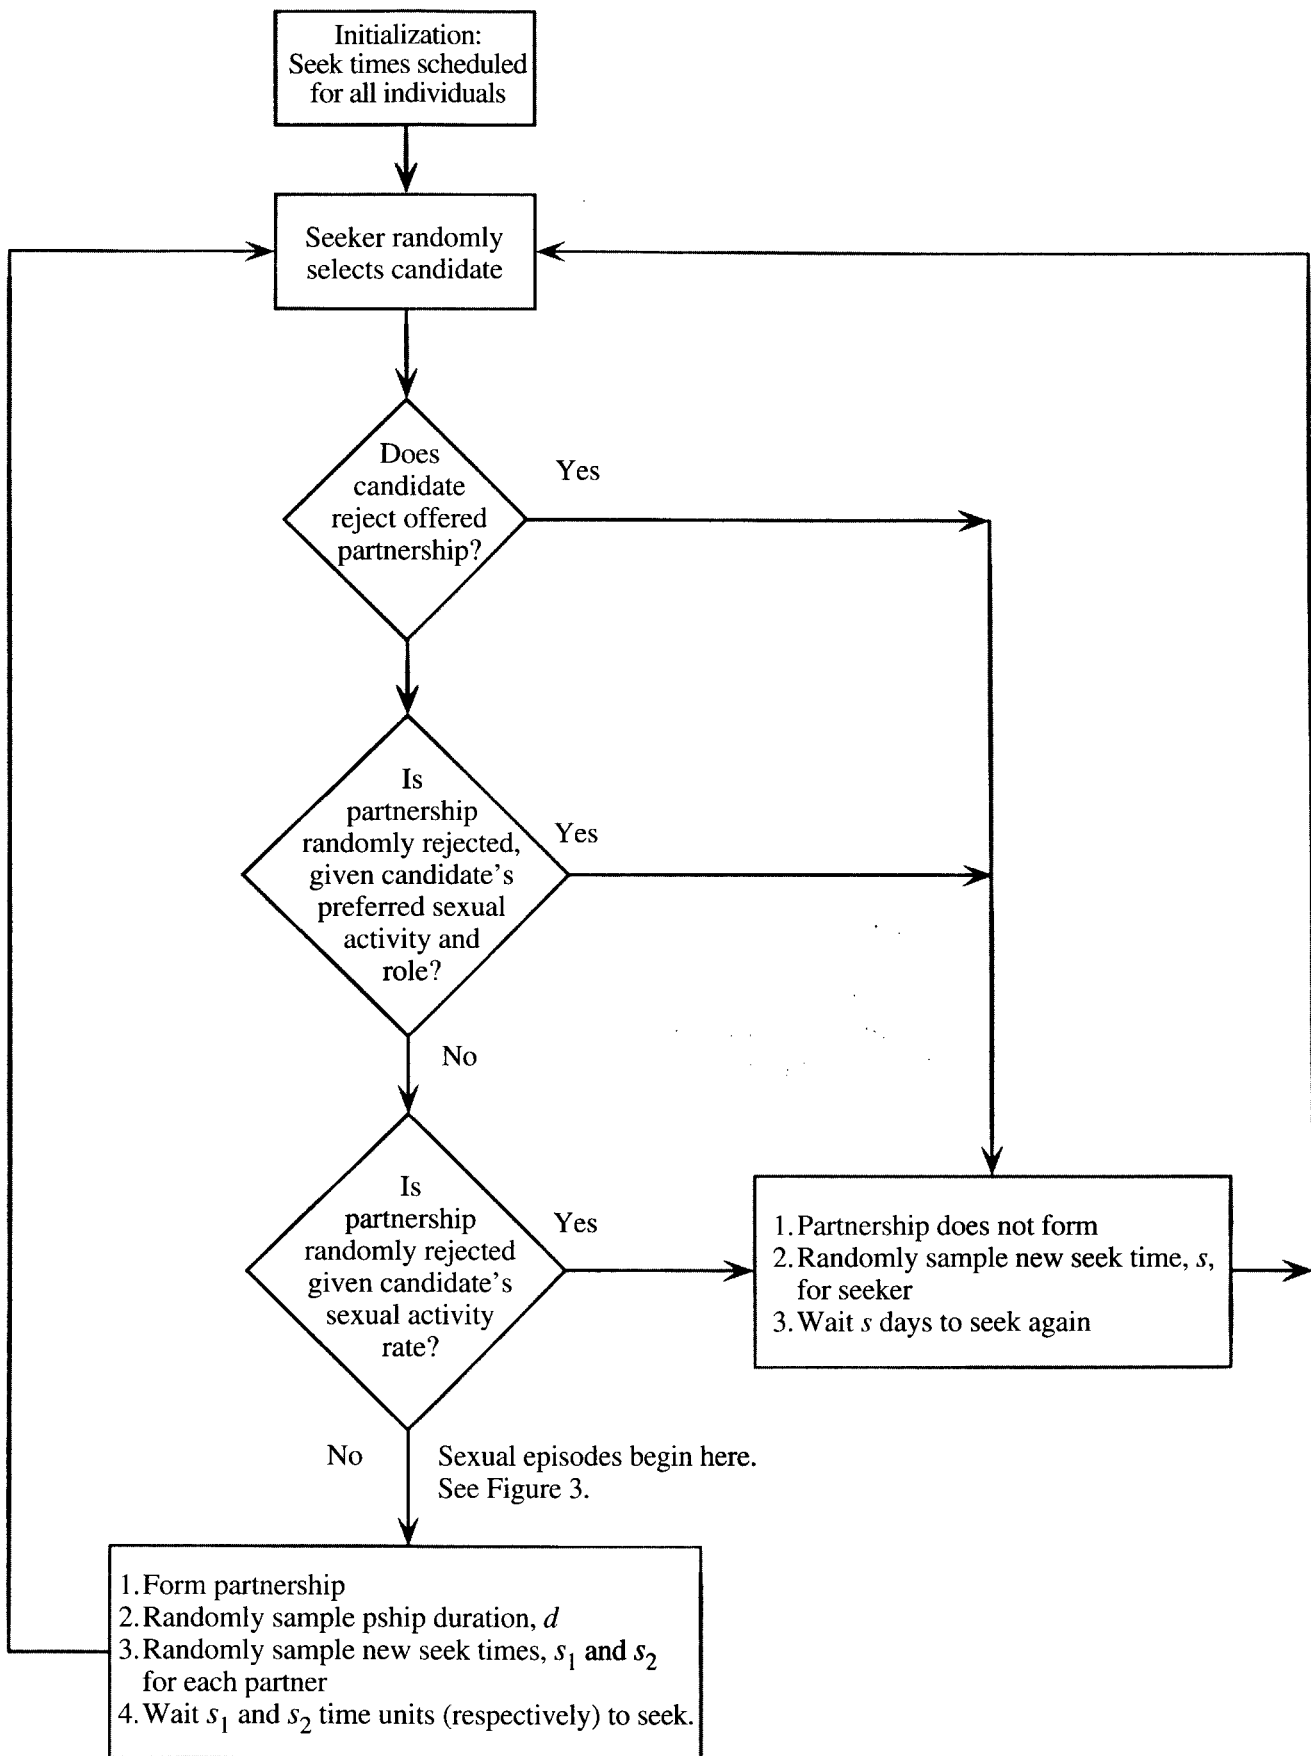 Initialization:
Seek times scheduled
for all individuals
Seeker randomly
selects candidate
Does
candidate
reject offered
partnership?
Yes
Is
partnership
randomly rejected,
given candidate's
preferred sexual
activity and
role?
Yes
No
Is
partnership
randomly rejected
given candidate's
sexual activity
rate?
Yes
1. Partnership does not form
2. Randomly sample new seek time, s,
for seeker
3. Wait s days to seek again
No
Sexual episodes begin here.
See Figure 3.
1. Form partnership
2. Randomly sample pship duration, d
3. Randomly sample new seek times, s1 and s2
for each partner
4. Wait s1 and s2 time units (respectively) to seek.